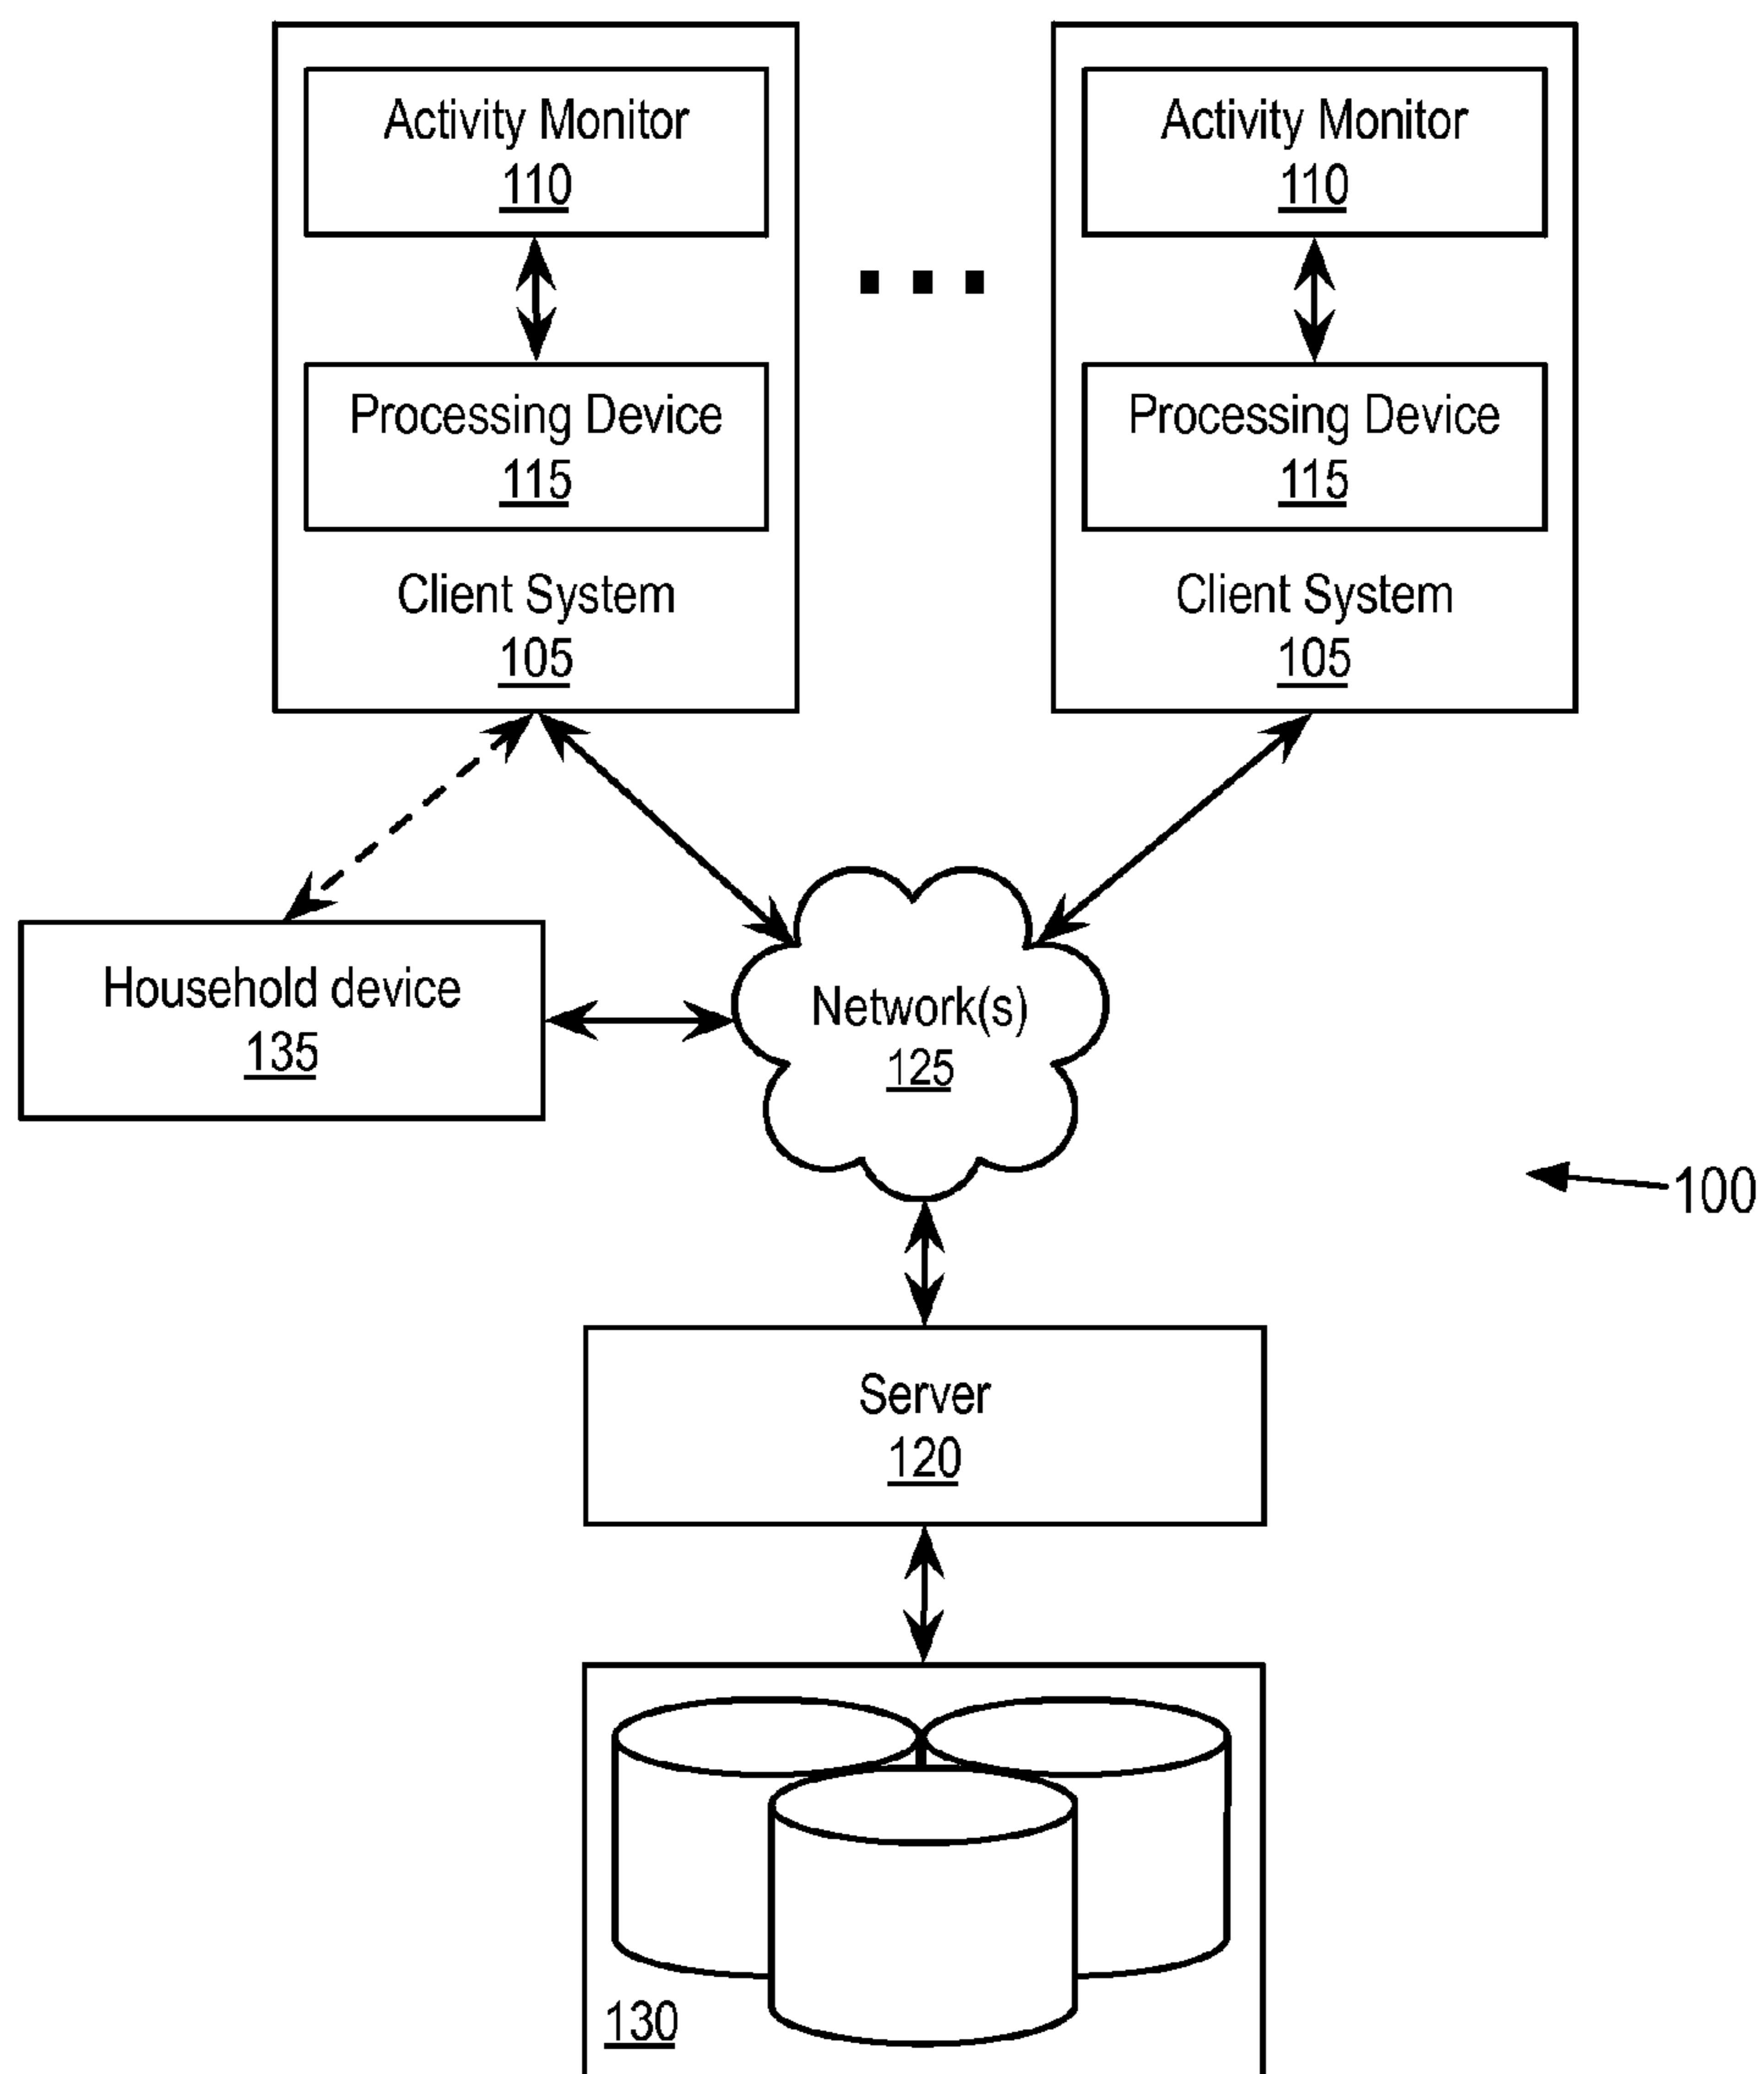 Activity Monitor
110
Processing Device
115
Client System
105
Activity Monitor
110
Processing Device
115
Client System
105
Household device
135
Network(s)
125
100
Server
120
130